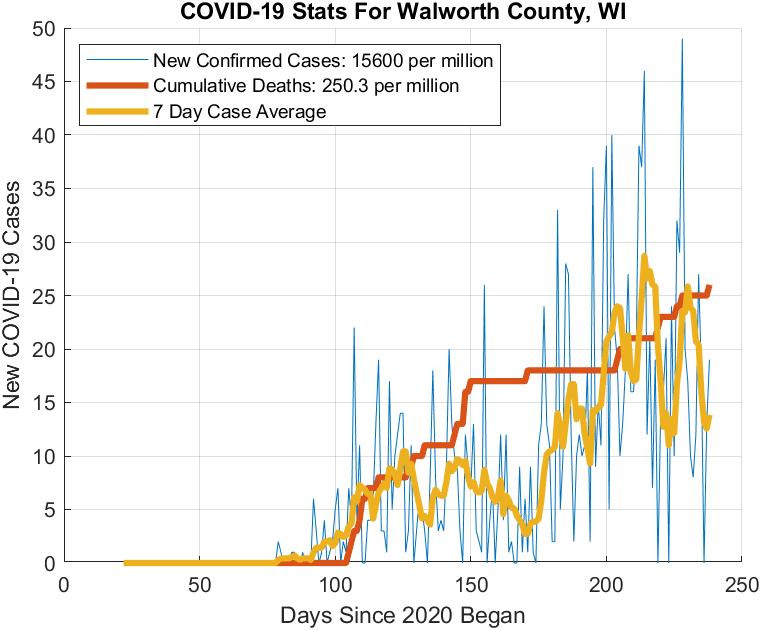 COVID-19 Stats For Walworth County, WI
New Confirmed Cases: 15600 per million
Cumulative Deaths: 250.3 per million
7 Day Case Average
New COVID-19 Cases
50
45
40
35
30
25
20
15
10
5
0
0 50 100 150 200 250
Days Since 2020 Began